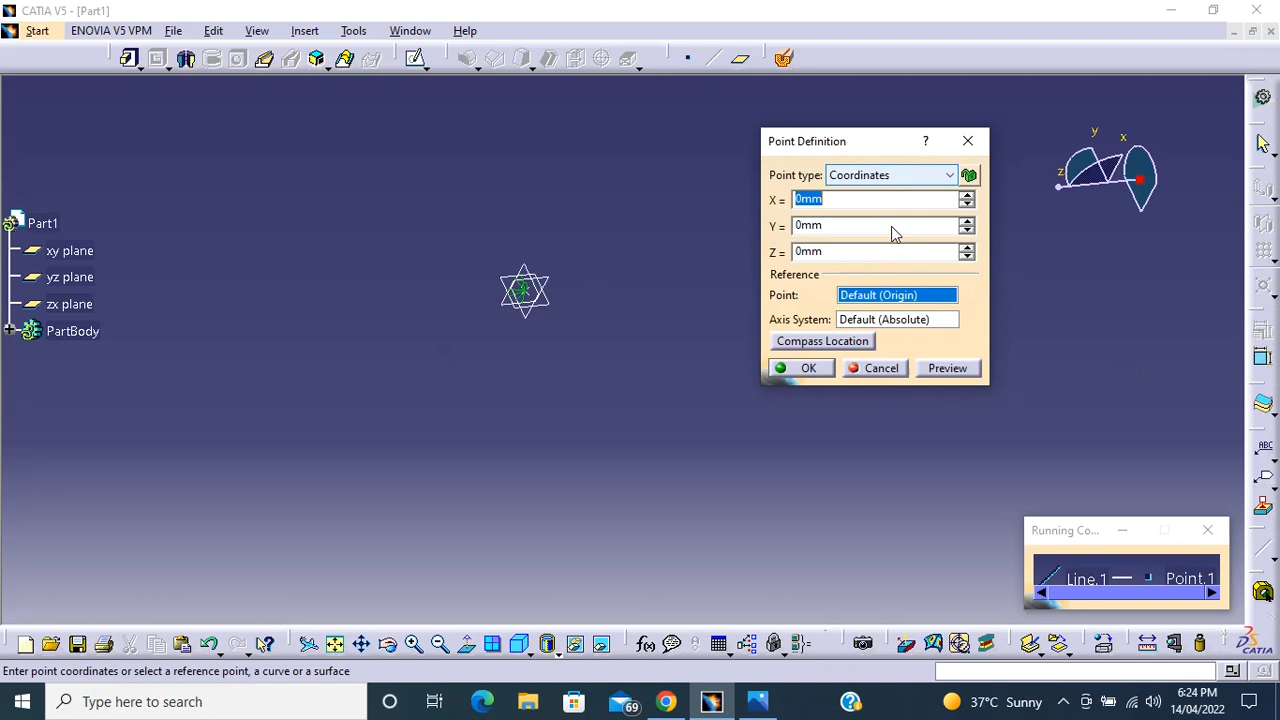 CATIA V5 - [Part1]
Start ENOVIA V5 VPM File Edit View Insert Tools Window Help
y x
z
Point Definition ?
Point type: Coordinates
X = 0mm
Y = 0mm
Z = 0mm
Reference
Point: Default (Origin)
Axis System: Default (Absolute)
Compass Location
OK Cancel Preview
Part1
xy plane
yz plane
zx plane
PartBody
ABC
Running Co...
Line.1 Point.1
f(x)
CATIA
Enter point coordinates or select a reference point, a curve or a surface
Type here to search
69
37°C Sunny
6:24 PM
14/04/2022